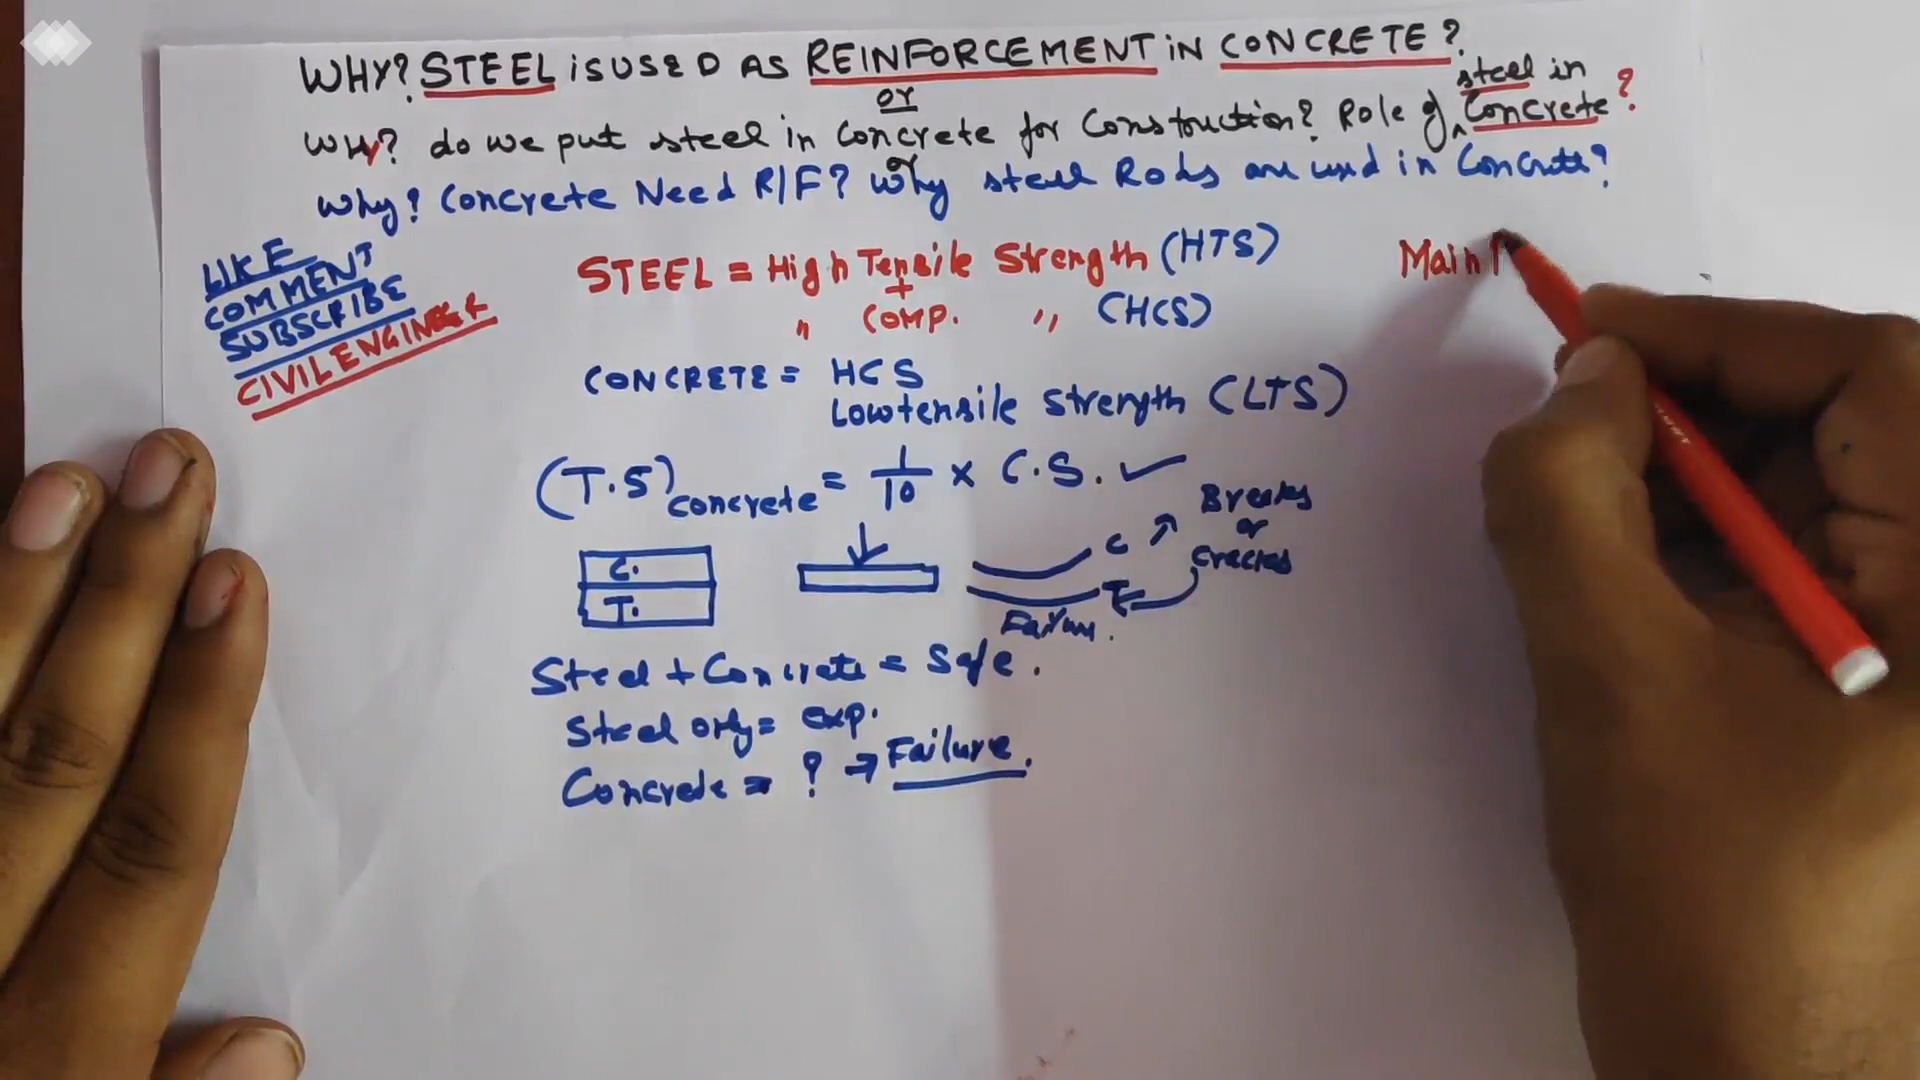 WHY? STEEL is USED AS REINFORCEMENT iN CONCRETE?
or
WHy? do we put steel in Concrete for Construction? Role of steel in Concrete?
or
Why? Concrete Need R/F? Why steel Rods are used in Concrete?
LIKE
COMMENT
SUBSCRIBE
CIVIL ENGINEER
STEEL = High Tensile Strength (HTS)
+
" COMP. " (HCS)
CONCRETE = HCS
Low tensile Strength (LTS)
(T.S)concrete = 1/10 × C.S. ✓
C.
T.
C ↗ Breaks
or
Cracks
T
Failure.
Steel + Concrete = Safe.
Steel only = exp.
Concrete = ? → Failure.
Main